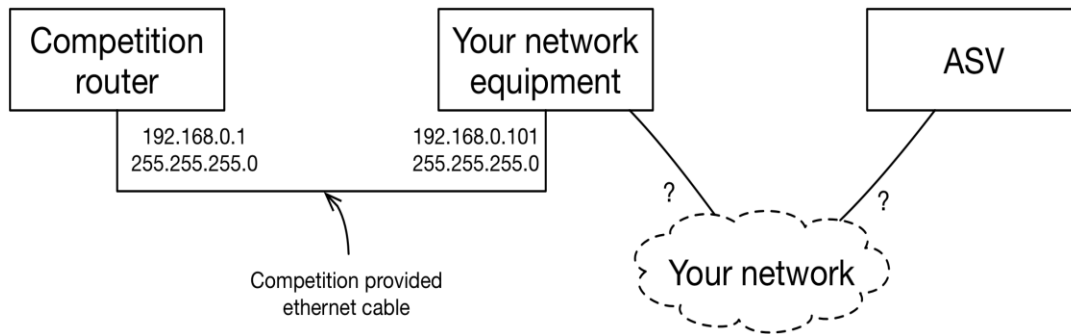 Competition
router
Your network
equipment
ASV
192.168.0.1
255.255.255.0
192.168.0.101
255.255.255.0
?
?
Your network
Competition provided
ethernet cable